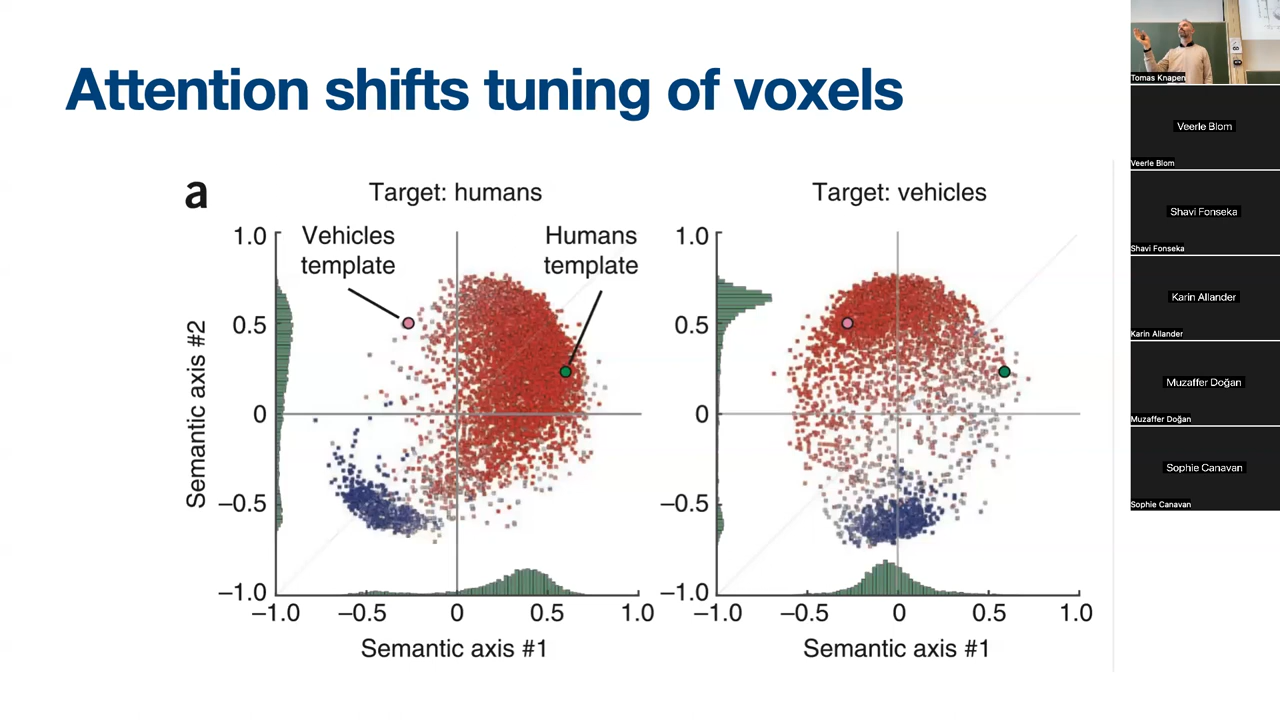 Attention shifts tuning of voxels
a
Target: humans
Target: vehicles
Vehicles
template
Humans
template
1.0
0.5
0
–0.5
–1.0
Semantic axis #2
–1.0
–0.5
0
0.5
1.0
Semantic axis #1
1.0
0.5
0
–0.5
–1.0
–1.0
–0.5
0
0.5
1.0
Semantic axis #1
Tomas Knapen
Veerle Blom
Veerle Blom
Shavi Fonseka
Shavi Fonseka
Karin Allander
Karin Allander
Muzaffer Doğan
Muzaffer Doğan
Sophie Canavan
Sophie Canavan